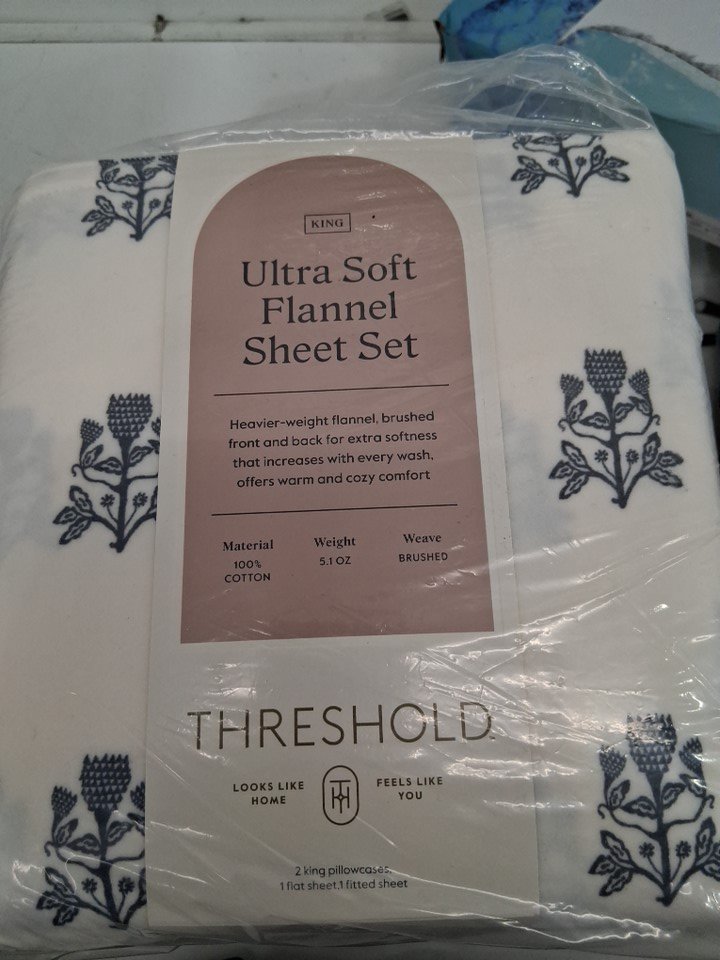 KING
Ultra Soft
Flannel
Sheet Set
Heavier-weight flannel, brushed
front and back for extra softness
that increases with every wash,
offers warm and cozy comfort
Material
100%
COTTON
Weight
5.1 OZ
Weave
BRUSHED
THRESHOLD.
LOOKS LIKE
HOME
TH
FEELS LIKE
YOU
2 king pillowcases,
1 flat sheet,1 fitted sheet